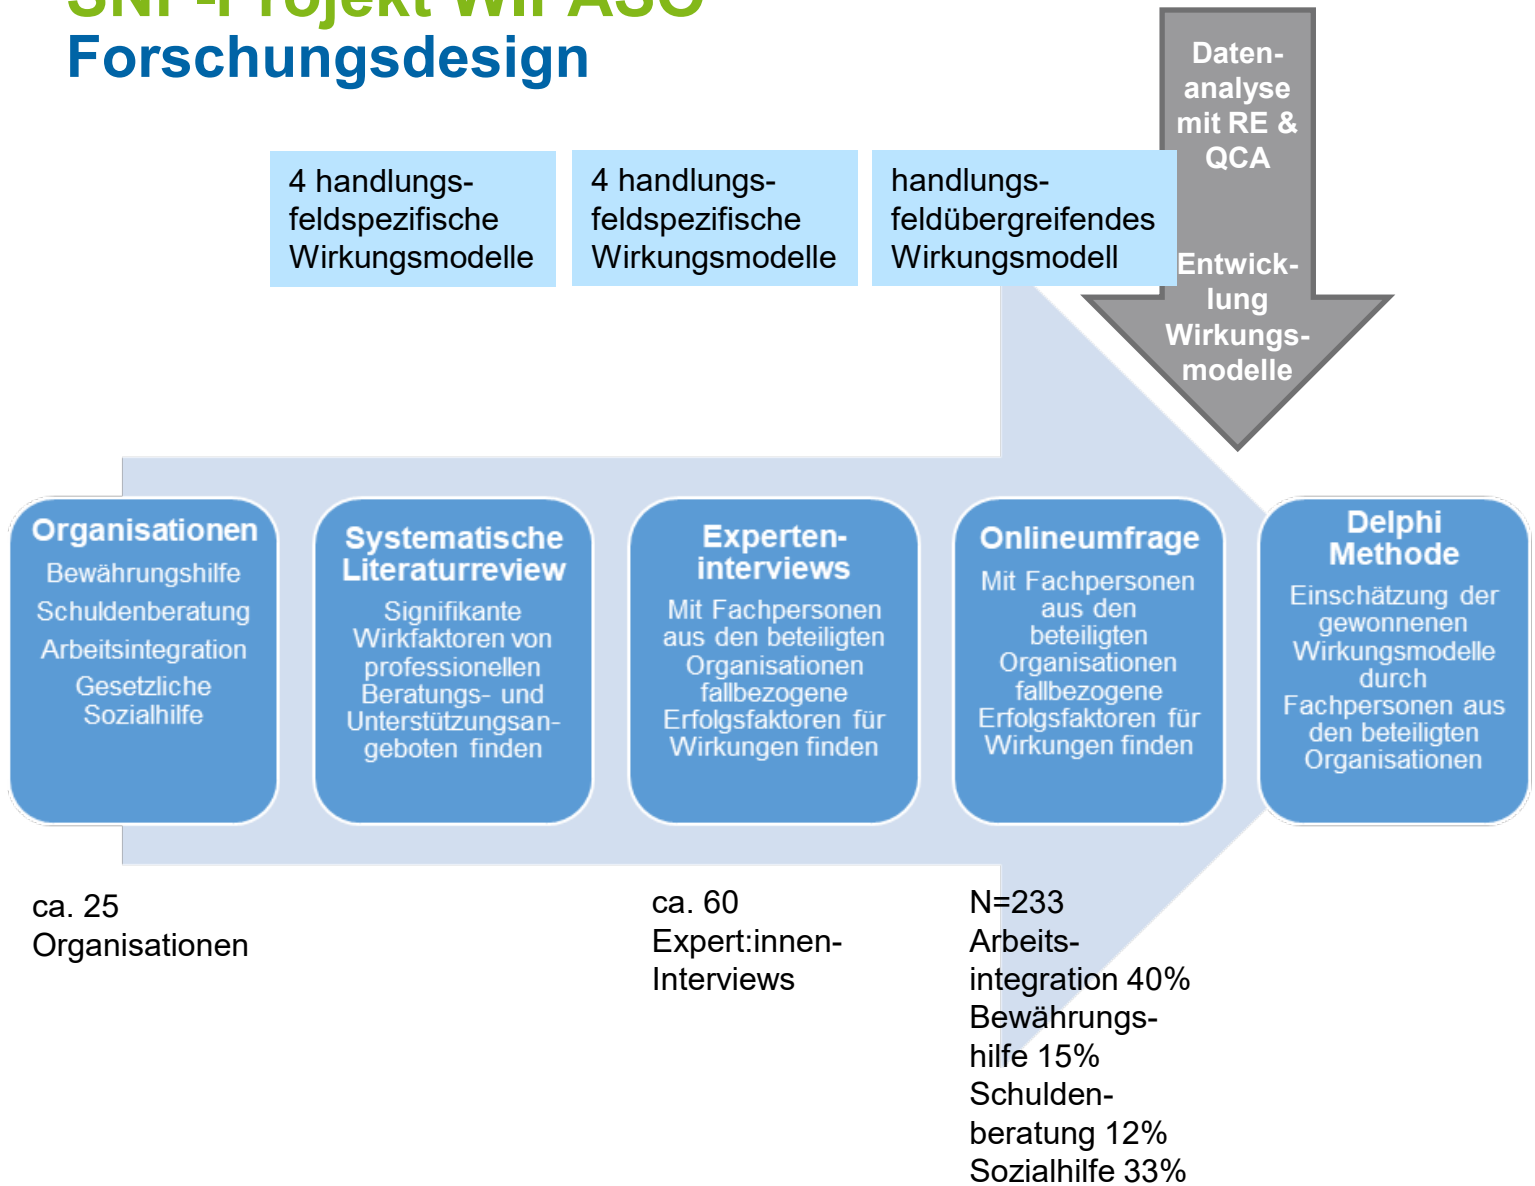 SNF-Projekt WiFASO
Forschungsdesign
Daten-
analyse
mit RE &
QCA
Entwick-
lung
Wirkungs-
modelle
4 handlungs-
feldspezifische
Wirkungsmodelle
4 handlungs-
feldspezifische
Wirkungsmodelle
handlungs-
feldübergreifendes
Wirkungsmodell
Organisationen
Bewährungshilfe
Schuldenberatung
Arbeitsintegration
Gesetzliche
Sozialhilfe
Systematische
Literaturreview
Signifikante
Wirkfaktoren von
professionellen
Beratungs- und
Unterstützungsan-
geboten finden
Experten-
interviews
Mit Fachpersonen
aus den beteiligten
Organisationen
fallbezogene
Erfolgsfaktoren für
Wirkungen finden
Onlineumfrage
Mit Fachpersonen
aus den
beteiligten
Organisationen
fallbezogene
Erfolgsfaktoren für
Wirkungen finden
Delphi
Methode
Einschätzung der
gewonnenen
Wirkungsmodelle
durch
Fachpersonen aus
den beteiligten
Organisationen
ca. 25
Organisationen
ca. 60
Expert:innen-
Interviews
N=233
Arbeits-
integration 40%
Bewährungs-
hilfe 15%
Schulden-
beratung 12%
Sozialhilfe 33%